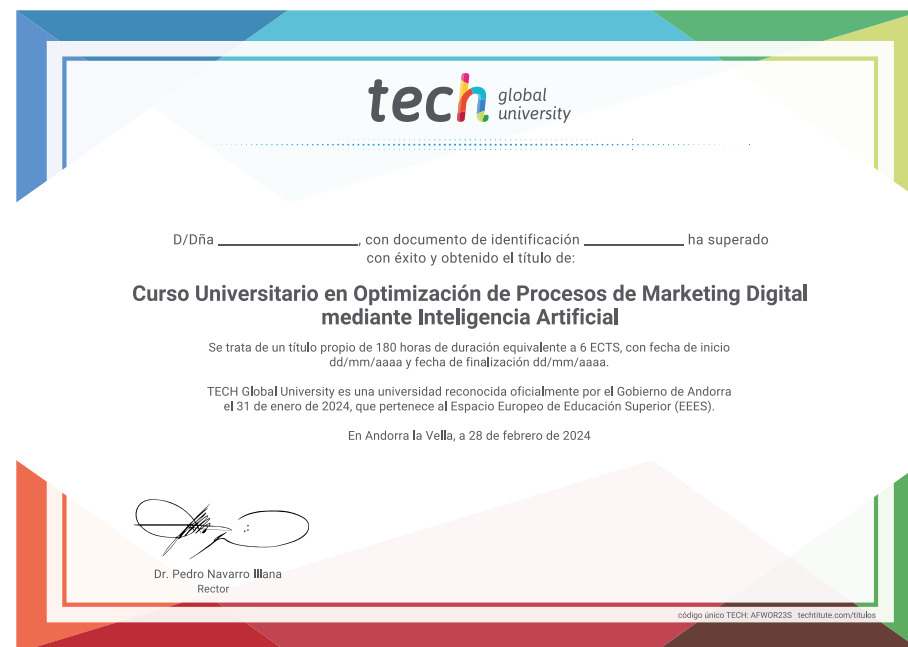 tech global university
D/Dña ____________________, con documento de identificación ______________ ha superado
con éxito y obtenido el título de:
Curso Universitario en Optimización de Procesos de Marketing Digital
mediante Inteligencia Artificial
Se trata de un título propio de 180 horas de duración equivalente a 6 ECTS, con fecha de inicio
dd/mm/aaaa y fecha de finalización dd/mm/aaaa.
TECH Global University es una universidad reconocida oficialmente por el Gobierno de Andorra
el 31 de enero de 2024, que pertenece al Espacio Europeo de Educación Superior (EEES).
En Andorra la Vella, a 28 de febrero de 2024
Dr. Pedro Navarro Illana
Rector
código único TECH: AFWOR23S techtitute.com/titulos